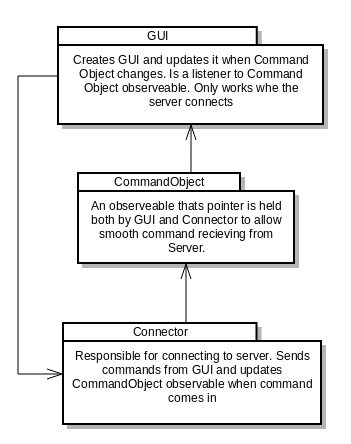 GUI
Creates GUI and updates it when Command
Object changes. Is a listener to Command
Object observeable. Only works whe the
server connects
CommandObject
An observeable thats pointer is held
both by GUI and Connector to allow
smooth command recieving from
Server.
Connector
Responsible for connecting to server. Sends
commands from GUI and updates
CommandObject observable when command
comes in